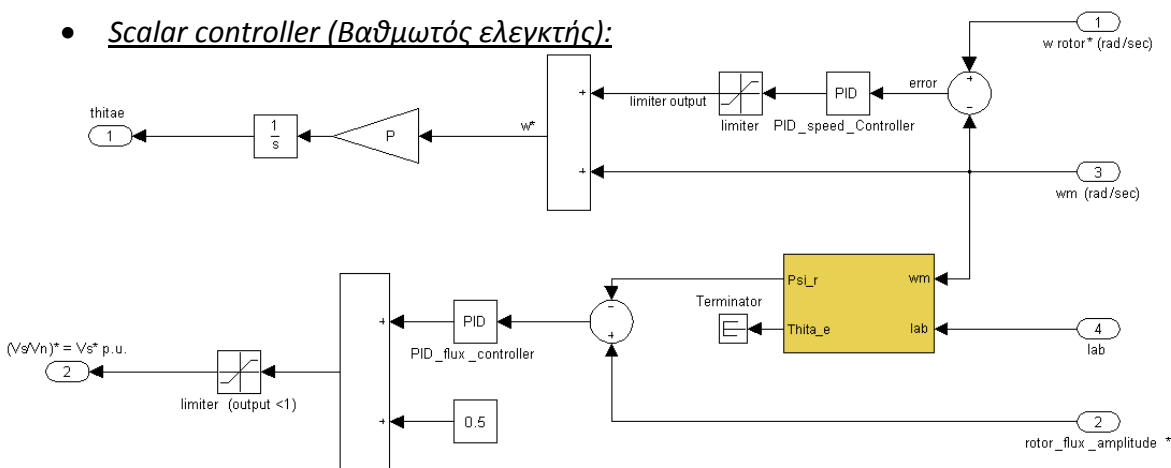 • Scalar controller (Βαθμωτός ελεγκτής):
1
w rotor* (rad/sec)
thitae
1
1
s
P
w*
+
+
limiter output
limiter
PID
PID_speed_Controller
error
+
-
3
wm (rad/sec)
Psi_r
wm
Thita_e
Iab
Terminator
4
Iab
(Vs/Vn)* = Vs* p.u.
2
limiter (output <1)
+
+
PID
PID_flux_controller
-
+
0.5
2
rotor_flux_amplitude *